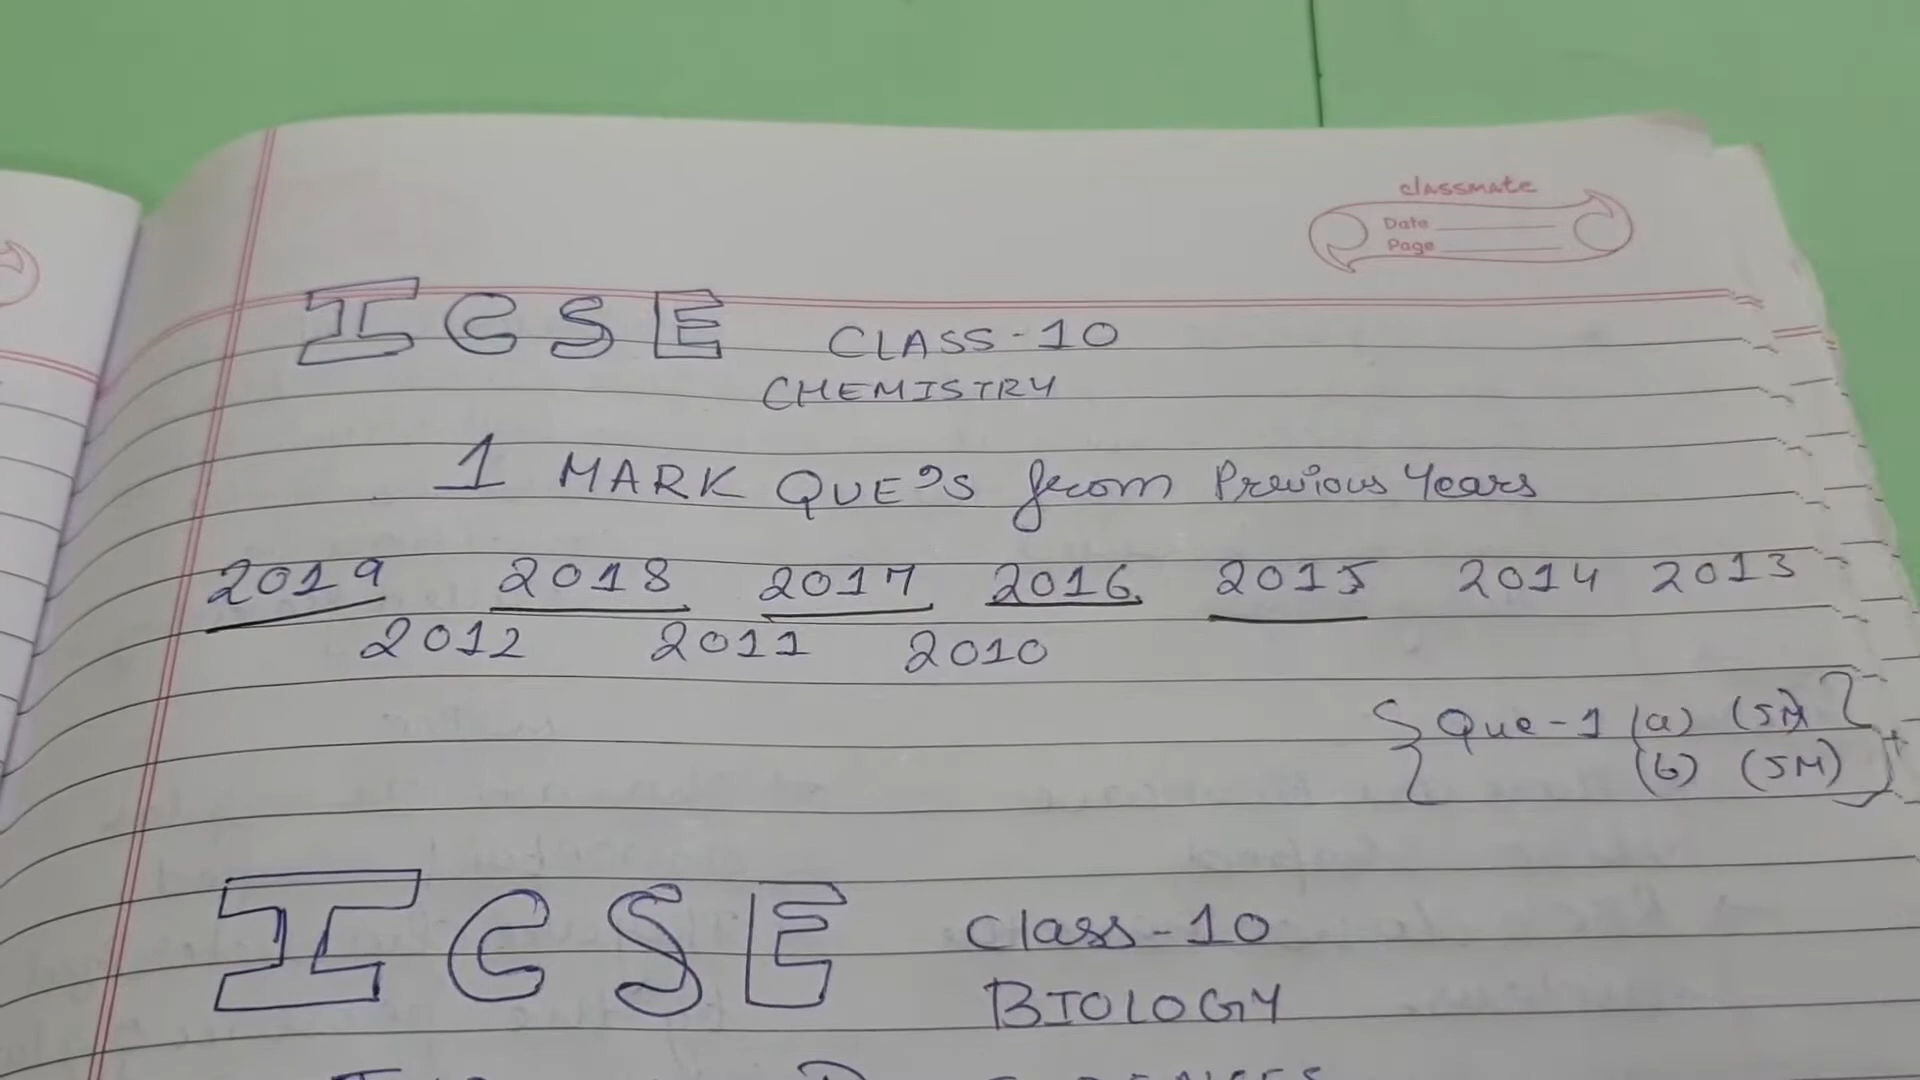 classmate
Date
Page
ICSE CLASS-10
CHEMISTRY
1 MARK QUE'S from Previous Years
2019 2018 2017 2016 2015 2014 2013
2012 2011 2010
{ Que-1 (a) (5M) }
(b) (5M)
ICSE Class-10
BIOLOGY